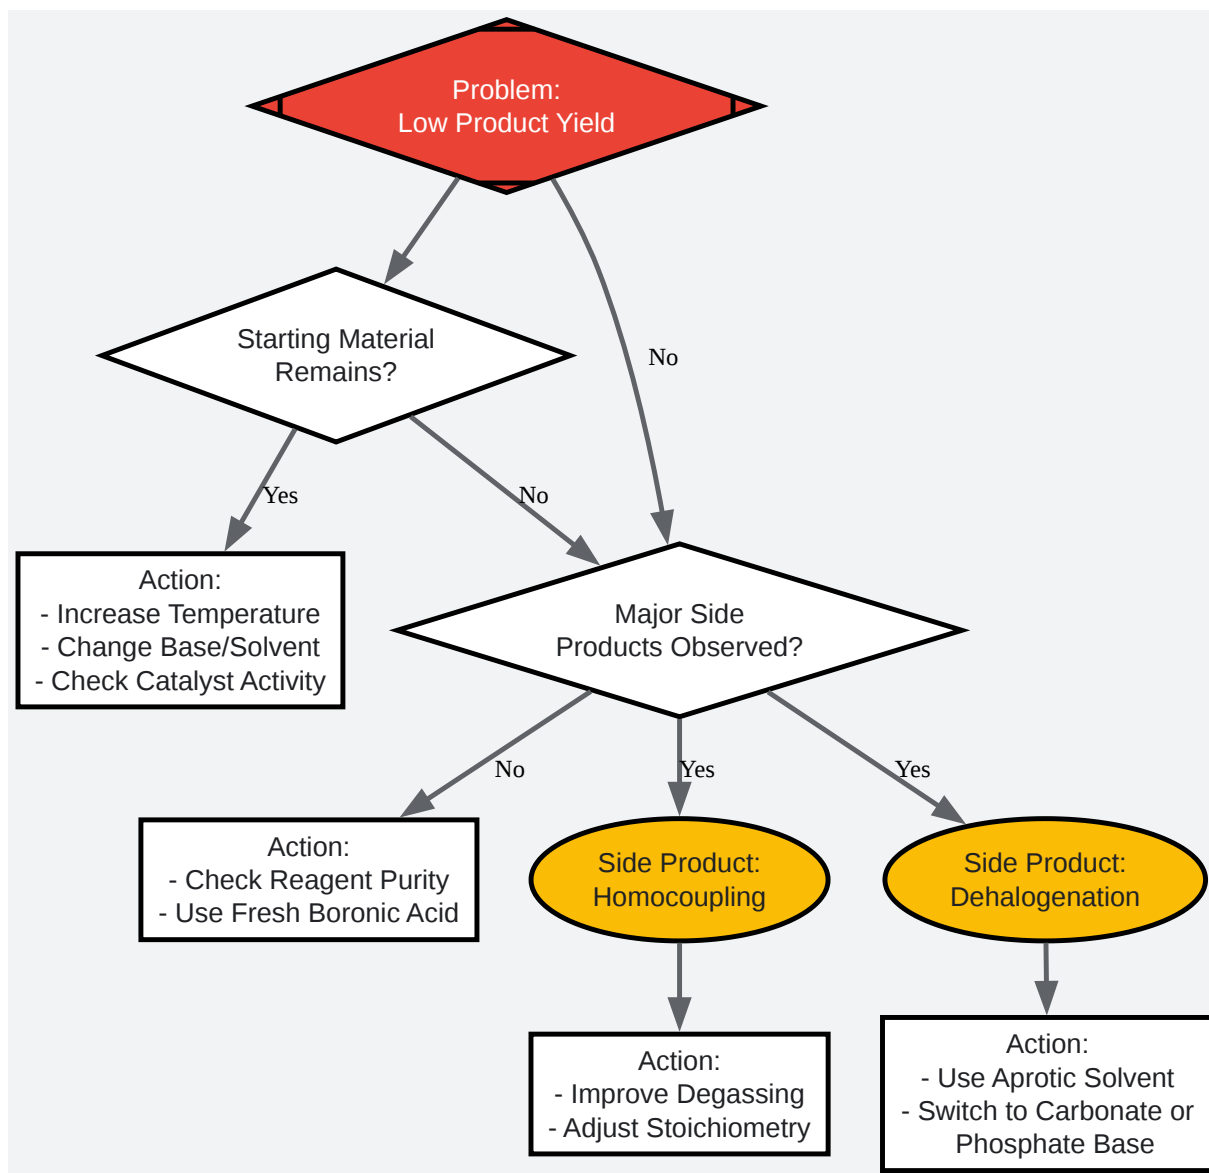 Problem:
Low Product Yield
Starting Material
Remains?
No
Yes
No
Action:
- Increase Temperature
- Change Base/Solvent
- Check Catalyst Activity
Major Side
Products Observed?
No
Yes
Yes
Action:
- Check Reagent Purity
- Use Fresh Boronic Acid
Side Product:
Homocoupling
Side Product:
Dehalogenation
Action:
- Improve Degassing
- Adjust Stoichiometry
Action:
- Use Aprotic Solvent
- Switch to Carbonate or
Phosphate Base